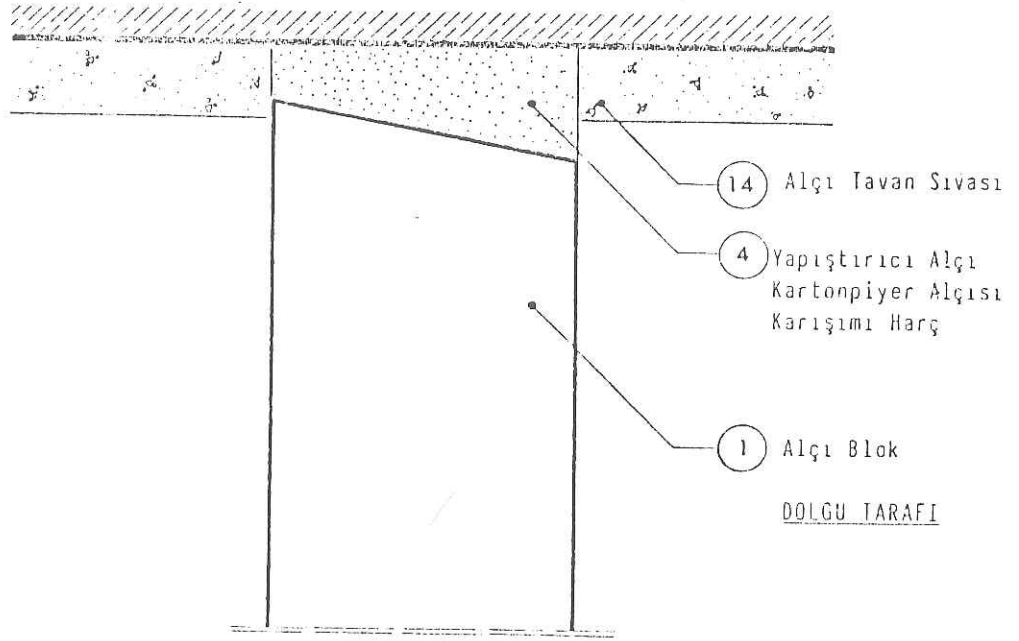 14 Alçı Tavan Sıvası
4 Yapıştırıcı Alçı
Kartonpiyer Alçısı
Karışımı Harç
1 Alçı Blok
DOLGU TARAFI